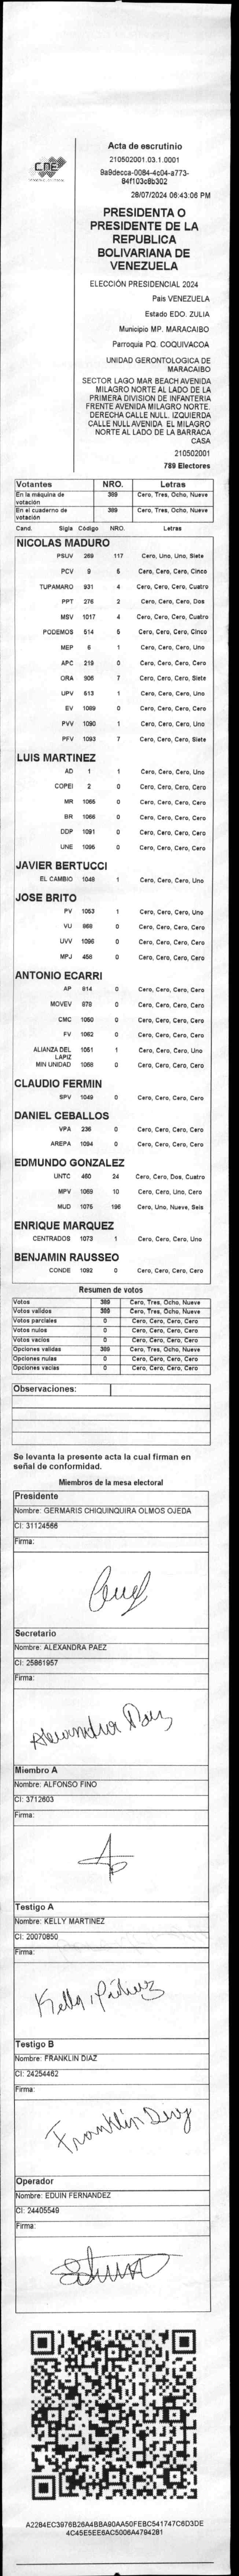 CNE
Acta de escrutinio
210502001.03.1.0001
9a9decca-0084-4c04-a773-
84f103c8b302
28/07/2024 06:43:06 PM
PRESIDENTA O
PRESIDENTE DE LA
REPUBLICA
BOLIVARIANA DE
VENEZUELA
ELECCIÓN PRESIDENCIAL 2024
Pais VENEZUELA
Estado EDO. ZULIA
Municipio MP. MARACAIBO
Parroquia PQ. COQUIVACOA
UNIDAD GERONTOLOGICA DE
MARACAIBO
SECTOR LAGO MAR BEACH AVENIDA
MILAGRO NORTE AL LADO DE LA
PRIMERA DIVISION DE INFANTERIA
FRENTE AVENIDA MILAGRO NORTE.
DERECHA CALLE NULL. IZQUIERDA
CALLE NULL AVENIDA EL MILAGRO
NORTE AL LADO DE LA BARRACA
CASA
210502001
789 Electores
Votantes NRO. Letras
En la máquina de votación 389 Cero, Tres, Ocho, Nueve
En el cuaderno de votación 389 Cero, Tres, Ocho, Nueve
Cand. Sigla Código NRO. Letras
NICOLAS MADURO
PSUV 269 117 Cero, Uno, Uno, Siete
PCV 9 5 Cero, Cero, Cero, Cinco
TUPAMARO 931 4 Cero, Cero, Cero, Cuatro
PPT 276 2 Cero, Cero, Cero, Dos
MSV 1017 4 Cero, Cero, Cero, Cuatro
PODEMOS 514 5 Cero, Cero, Cero, Cinco
MEP 6 1 Cero, Cero, Cero, Uno
APC 219 0 Cero, Cero, Cero, Cero
ORA 906 7 Cero, Cero, Cero, Siete
UPV 613 1 Cero, Cero, Cero, Uno
EV 1089 0 Cero, Cero, Cero, Cero
PVV 1090 1 Cero, Cero, Cero, Uno
PFV 1093 7 Cero, Cero, Cero, Siete
LUIS MARTINEZ
AD 1 1 Cero, Cero, Cero, Uno
COPEI 2 0 Cero, Cero, Cero, Cero
MR 1065 0 Cero, Cero, Cero, Cero
BR 1066 0 Cero, Cero, Cero, Cero
DDP 1091 0 Cero, Cero, Cero, Cero
UNE 1095 0 Cero, Cero, Cero, Cero
JAVIER BERTUCCI
EL CAMBIO 1048 1 Cero, Cero, Cero, Uno
JOSE BRITO
PV 1053 1 Cero, Cero, Cero, Uno
VU 869 0 Cero, Cero, Cero, Cero
UVV 1096 0 Cero, Cero, Cero, Cero
MPJ 456 0 Cero, Cero, Cero, Cero
ANTONIO ECARRI
AP 814 0 Cero, Cero, Cero, Cero
MOVEV 879 0 Cero, Cero, Cero, Cero
CMC 1050 0 Cero, Cero, Cero, Cero
FV 1062 0 Cero, Cero, Cero, Cero
ALIANZA DEL LAPIZ 1051 1 Cero, Cero, Cero, Uno
MIN UNIDAD 1068 0 Cero, Cero, Cero, Cero
CLAUDIO FERMIN
SPV 1049 0 Cero, Cero, Cero, Cero
DANIEL CEBALLOS
VPA 236 0 Cero, Cero, Cero, Cero
AREPA 1094 0 Cero, Cero, Cero, Cero
EDMUNDO GONZALEZ
UNTC 460 24 Cero, Cero, Dos, Cuatro
MPV 1069 10 Cero, Cero, Uno, Cero
MUD 1075 196 Cero, Uno, Nueve, Seis
ENRIQUE MARQUEZ
CENTRADOS 1073 1 Cero, Cero, Cero, Uno
BENJAMIN RAUSSEO
CONDE 1092 0 Cero, Cero, Cero, Cero
Resumen de votos
Votos 389 Cero, Tres, Ocho, Nueve
Votos validos 389 Cero, Tres, Ocho, Nueve
Votos parciales 0 Cero, Cero, Cero, Cero
Votos nulos 0 Cero, Cero, Cero, Cero
Votos vacíos 0 Cero, Cero, Cero, Cero
Opciones validas 389 Cero, Tres, Ocho, Nueve
Opciones nulas 0 Cero, Cero, Cero, Cero
Opciones vacias 0 Cero, Cero, Cero, Cero
Observaciones:
Se levanta la presente acta la cual firman en
señal de conformidad.
Miembros de la mesa electoral
Presidente
Nombre: GERMARIS CHIQUINQUIRA OLMOS OJEDA
CI: 31124566
Firma:
Secretario
Nombre: ALEXANDRA PAEZ
CI: 25861957
Firma:
Alexandra Paez
Miembro A
Nombre: ALFONSO FINO
CI: 3712603
Firma:
Testigo A
Nombre: KELLY MARTINEZ
CI: 20070850
Firma:
Testigo B
Nombre: FRANKLIN DIAZ
CI: 24254462
Firma:
Franklin Diaz
Operador
Nombre: EDUIN FERNANDEZ
CI: 24405549
Firma:
A2284EC3976B26A4BBA90AA50FEBC541747C6D3DE
4C45E5EE6AC5006A4794281